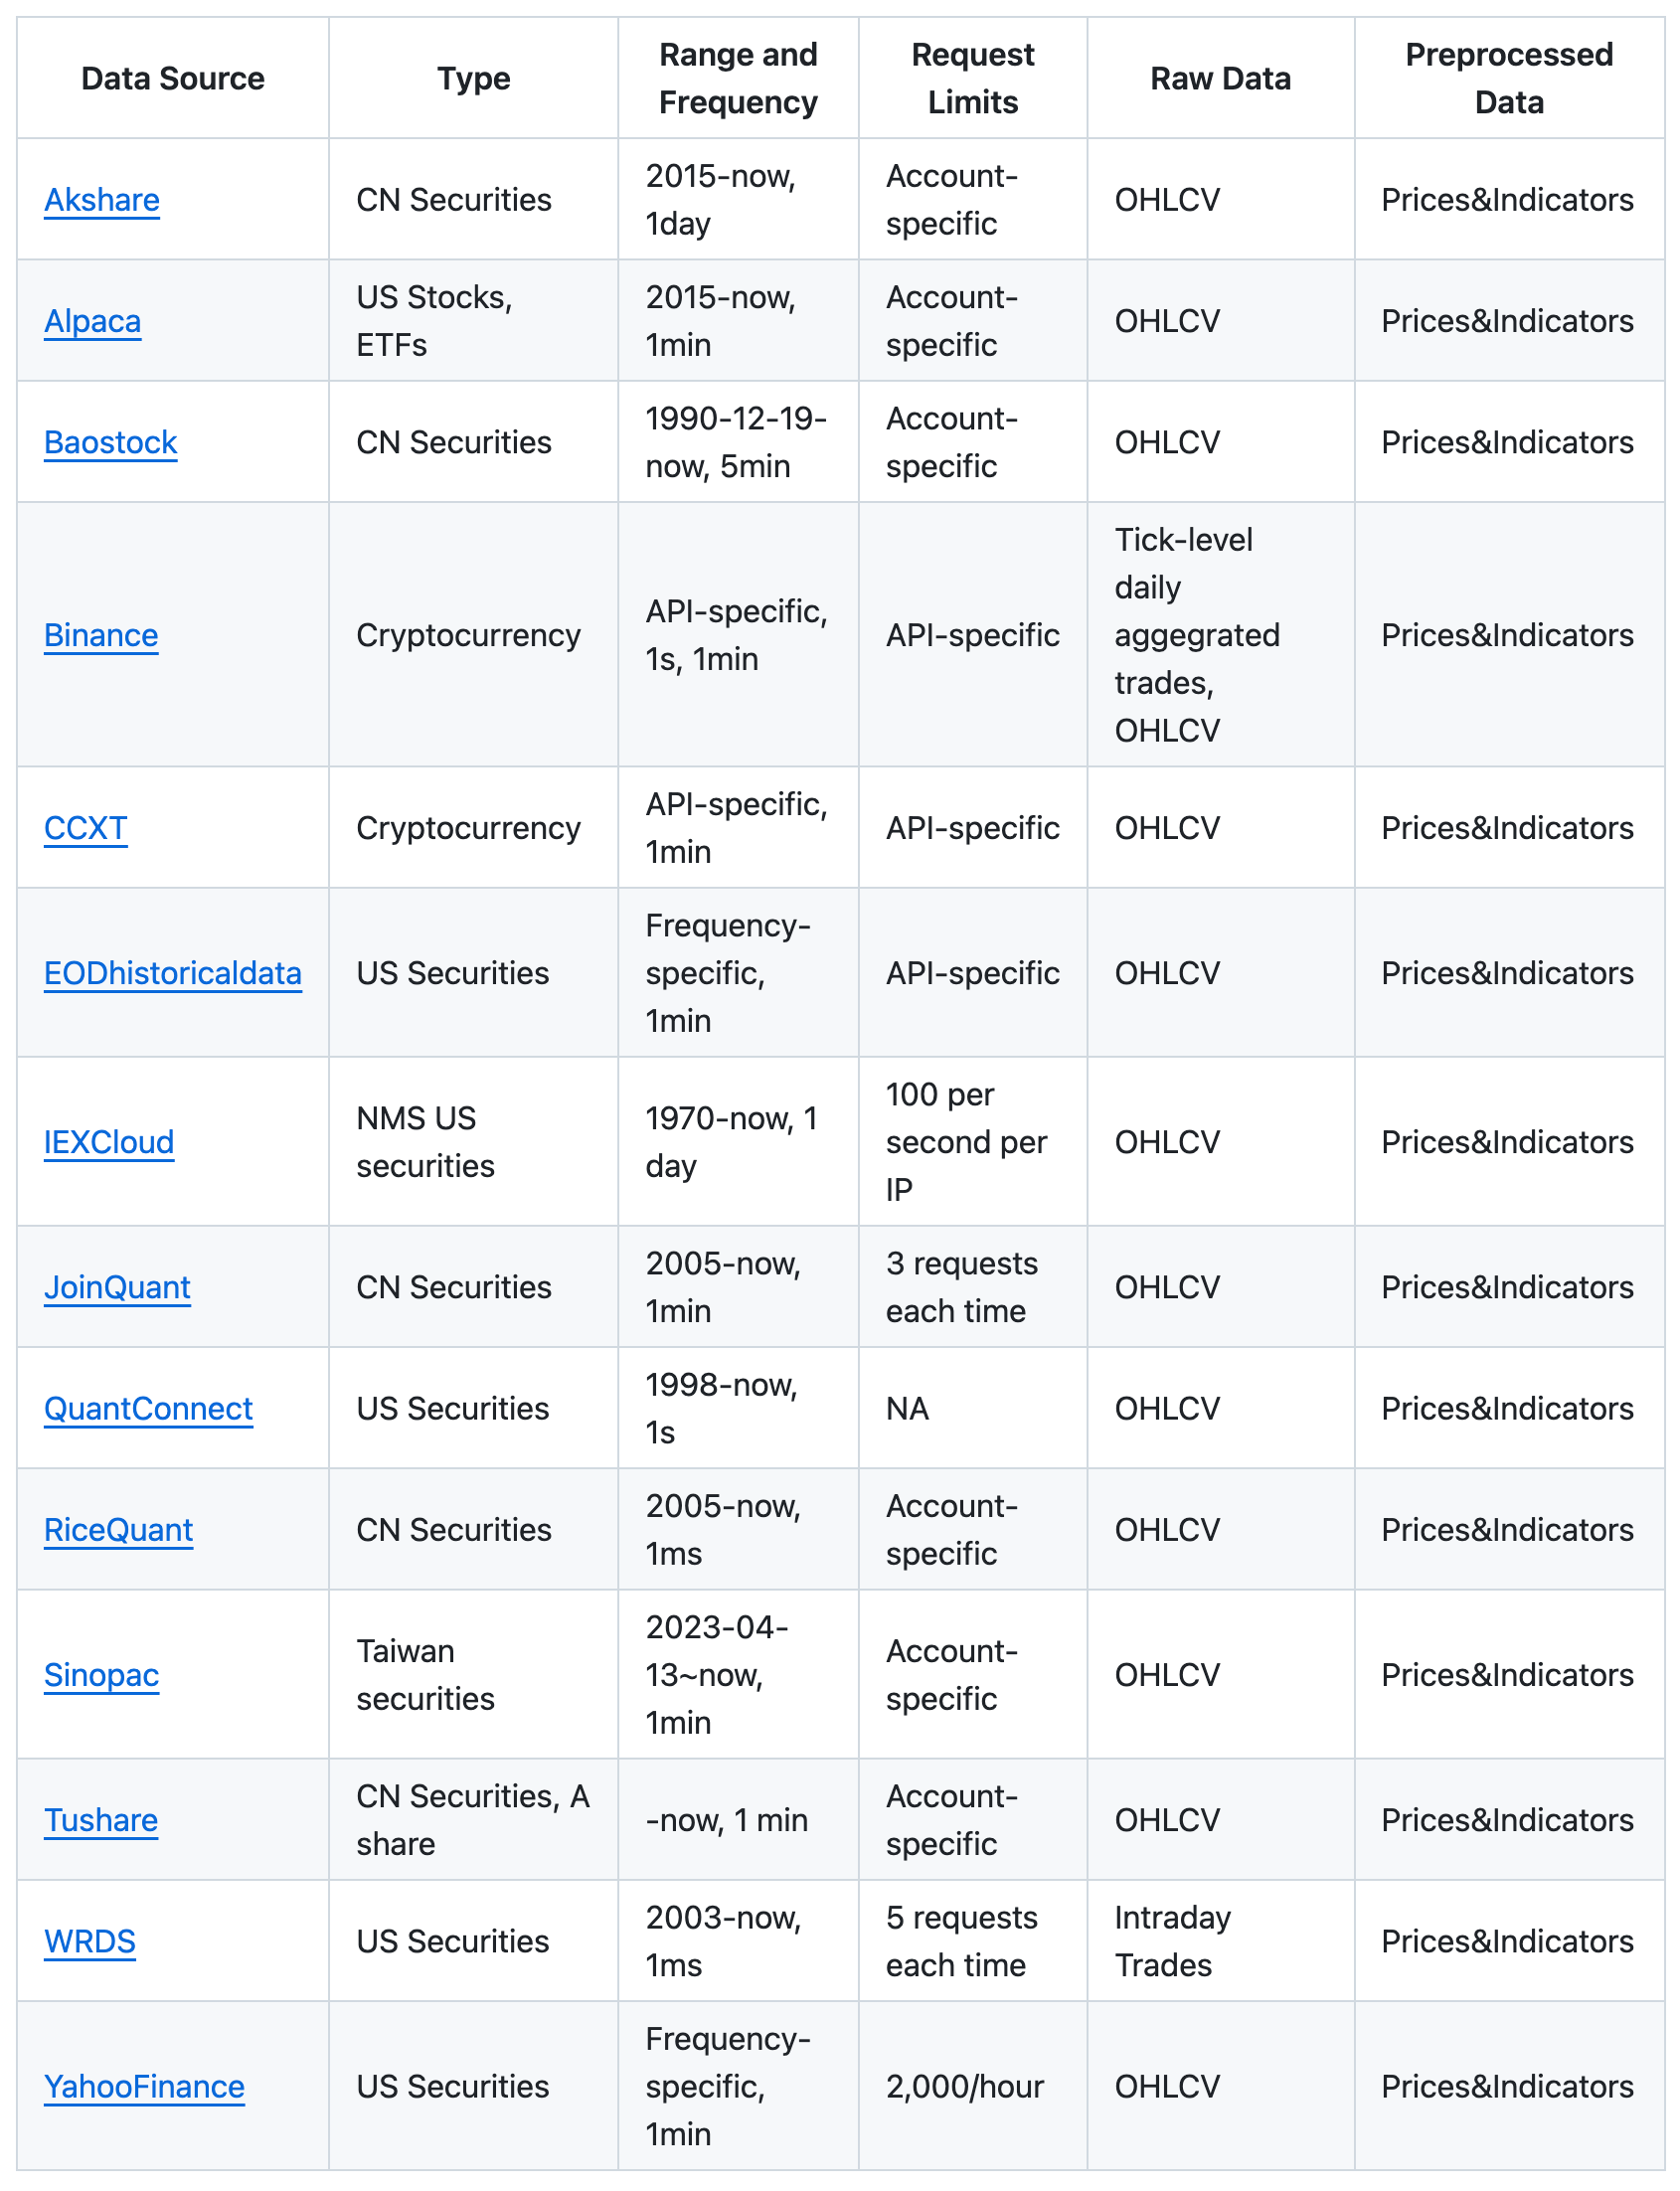 Data Source
Type
Range and
Frequency
Request
Limits
Raw Data
Preprocessed
Data
Akshare
CN Securities
2015-now,
1day
Account-
specific
OHLCV
Prices&Indicators
Alpaca
US Stocks,
ETFs
2015-now,
1min
Account-
specific
OHLCV
Prices&Indicators
Baostock
CN Securities
1990-12-19-
now, 5min
Account-
specific
OHLCV
Prices&Indicators
Binance
Cryptocurrency
API-specific,
1s, 1min
API-specific
Tick-level
daily
aggegrated
trades,
OHLCV
Prices&Indicators
CCXT
Cryptocurrency
API-specific,
1min
API-specific
OHLCV
Prices&Indicators
EODhistoricaldata
US Securities
Frequency-
specific,
1min
API-specific
OHLCV
Prices&Indicators
IEXCloud
NMS US
securities
1970-now, 1
day
100 per
second per
IP
OHLCV
Prices&Indicators
JoinQuant
CN Securities
2005-now,
1min
3 requests
each time
OHLCV
Prices&Indicators
QuantConnect
US Securities
1998-now,
1s
NA
OHLCV
Prices&Indicators
RiceQuant
CN Securities
2005-now,
1ms
Account-
specific
OHLCV
Prices&Indicators
Sinopac
Taiwan
securities
2023-04-
13~now,
1min
Account-
specific
OHLCV
Prices&Indicators
Tushare
CN Securities, A
share
-now, 1 min
Account-
specific
OHLCV
Prices&Indicators
WRDS
US Securities
2003-now,
1ms
5 requests
each time
Intraday
Trades
Prices&Indicators
YahooFinance
US Securities
Frequency-
specific,
1min
2,000/hour
OHLCV
Prices&Indicators